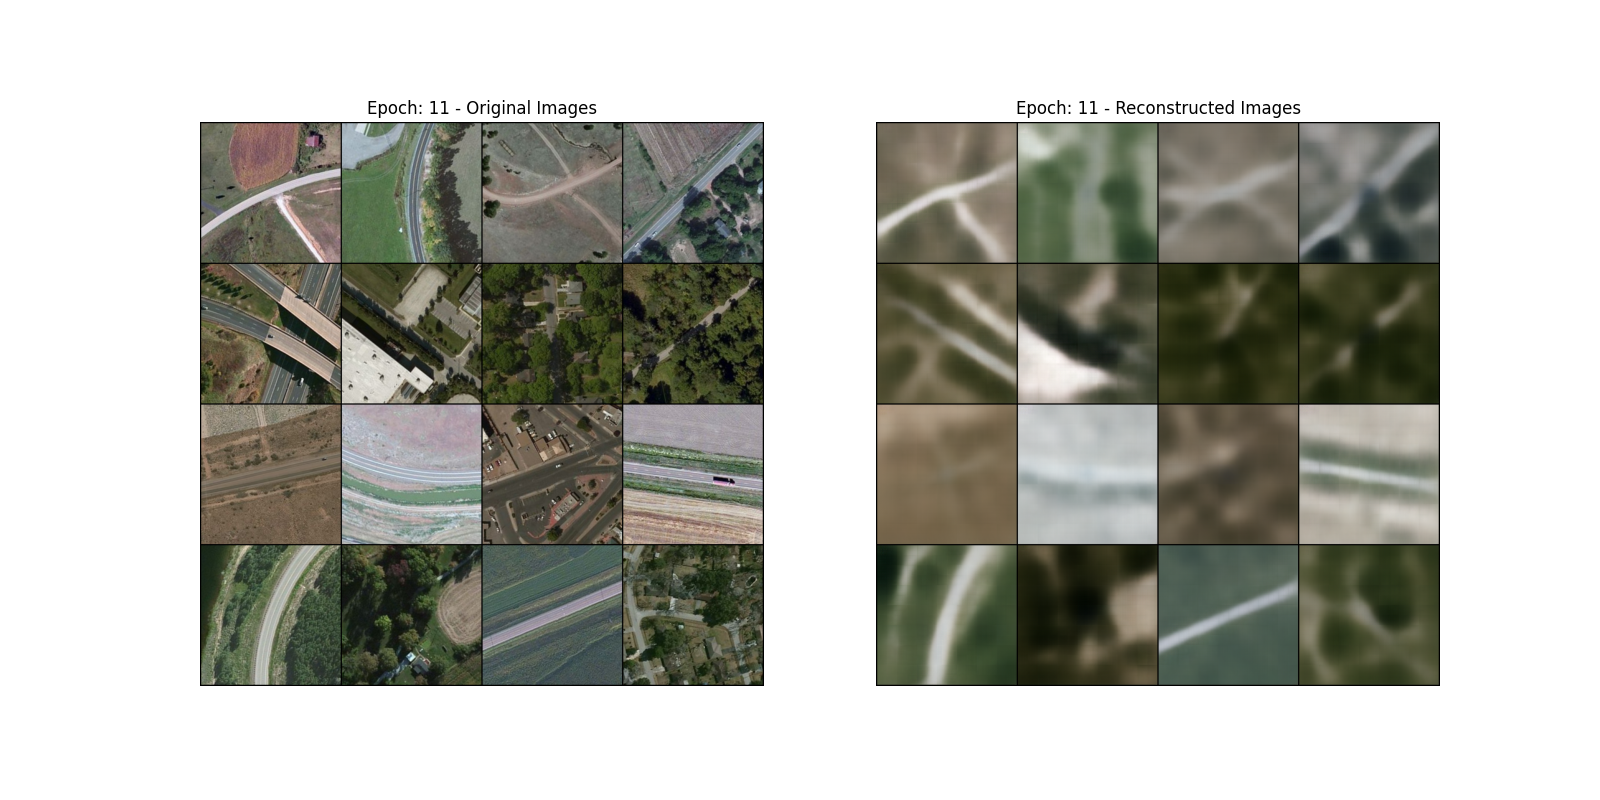 Epoch: 11 - Original Images
Epoch: 11 - Reconstructed Images